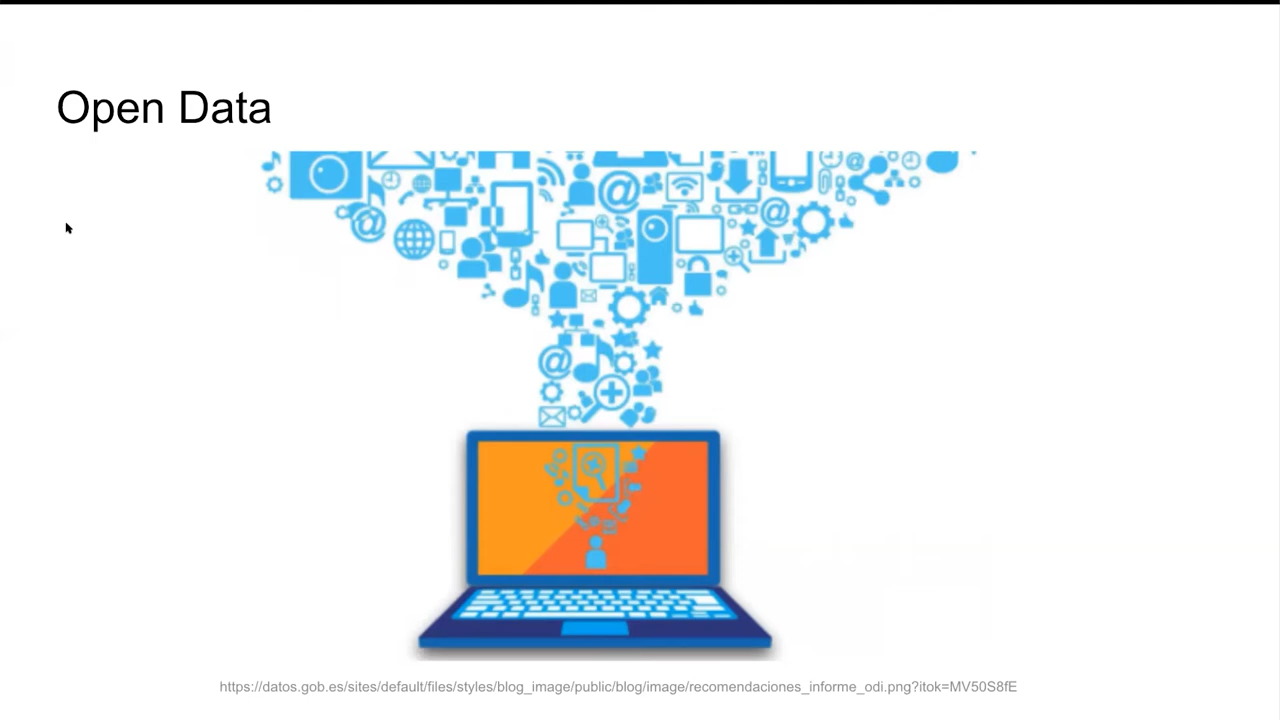 Open Data
https://datos.gob.es/sites/default/files/styles/blog_image/public/blog/image/recomendaciones_informe_odi.png?itok=MV50S8fE